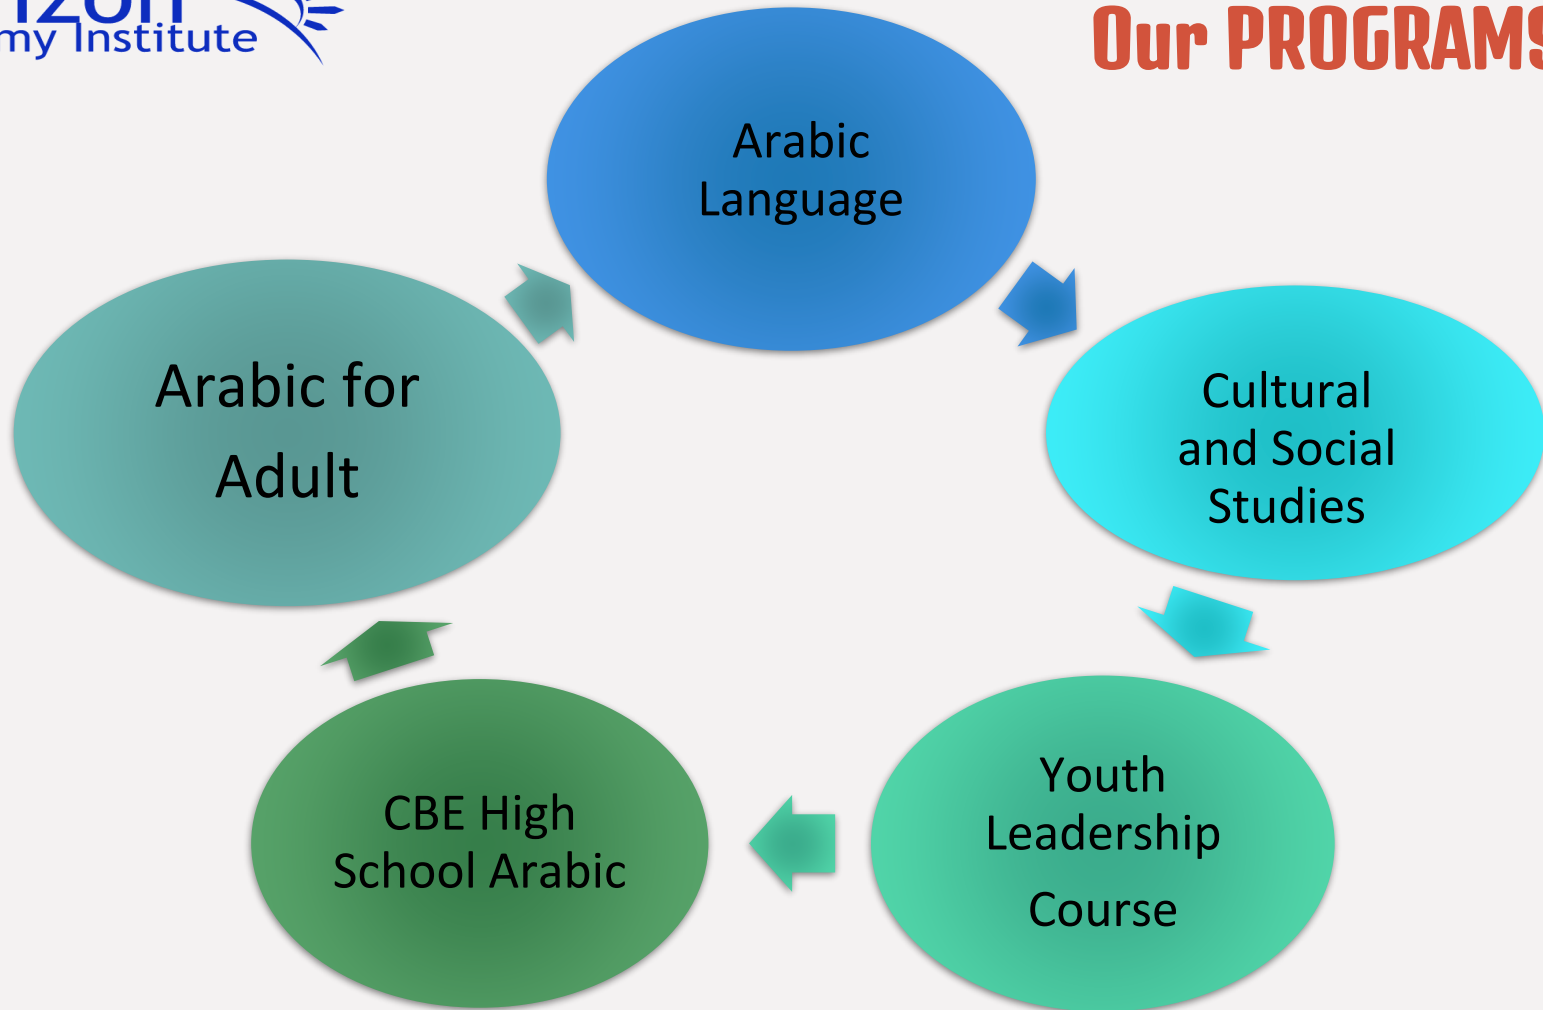 my Institute
Our PROGRAMS
Arabic
Language
Cultural
and Social
Studies
Youth
Leadership
Course
CBE High
School Arabic
Arabic for
Adult